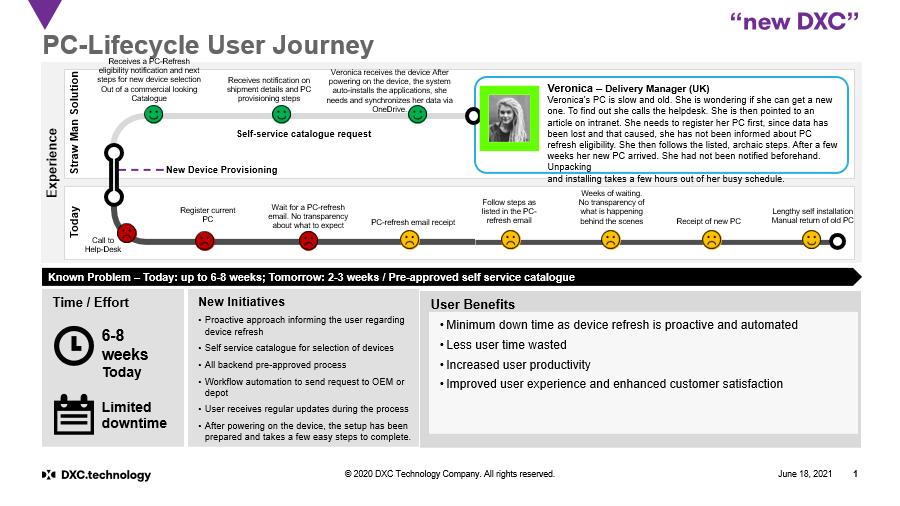 “new DXC”
PC-Lifecycle User Journey
Experience
Straw Man Solution
Receives a PC-Refresh
eligibility notification and next
steps for new device selection
Out of a commercial looking
Catalogue
Receives notification on
shipment details and PC
provisioning steps
Veronica receives the device After
powering on the device, the system
auto-installs the applications, she
needs and synchronizes her data via
OneDrive
Self-service catalogue request
New Device Provisioning
Veronica – Delivery Manager (UK)
Veronica's PC is slow and old. She is wondering if she can get a new
one. To find out she calls the helpdesk. She is then pointed to an
article on intranet. She needs to register her PC first, since data has
been lost and that caused, she has not been informed about PC
refresh eligibility. She then follows the listed, archaic steps. After a few
weeks her new PC arrived. She had not been notified beforehand.
Unpacking
and installing takes a few hours out of her busy schedule.
Today
Call to
Help-Desk
Register current
PC
Wait for a PC-refresh
email. No transparency
about what to expect
PC-refresh email receipt
Follow steps as
listed in the PC-
refresh email
Weeks of waiting.
No transparency of
what is happening
behind the scenes
Receipt of new PC
Lengthy self installation
Manual return of old PC
Known Problem – Today: up to 6-8 weeks; Tomorrow: 2-3 weeks / Pre-approved self service catalogue
Time / Effort
6-8
weeks
Today
Limited
downtime
New Initiatives
• Proactive approach informing the user regarding
device refresh
• Self service catalogue for selection of devices
• All backend pre-approved process
• Workflow automation to send request to OEM or
depot
• User receives regular updates during the process
• After powering on the device, the setup has been
prepared and takes a few easy steps to complete.
User Benefits
• Minimum down time as device refresh is proactive and automated
• Less user time wasted
• Increased user productivity
• Improved user experience and enhanced customer satisfaction
DXC.technology
© 2020 DXC Technology Company. All rights reserved.
June 18, 2021
1